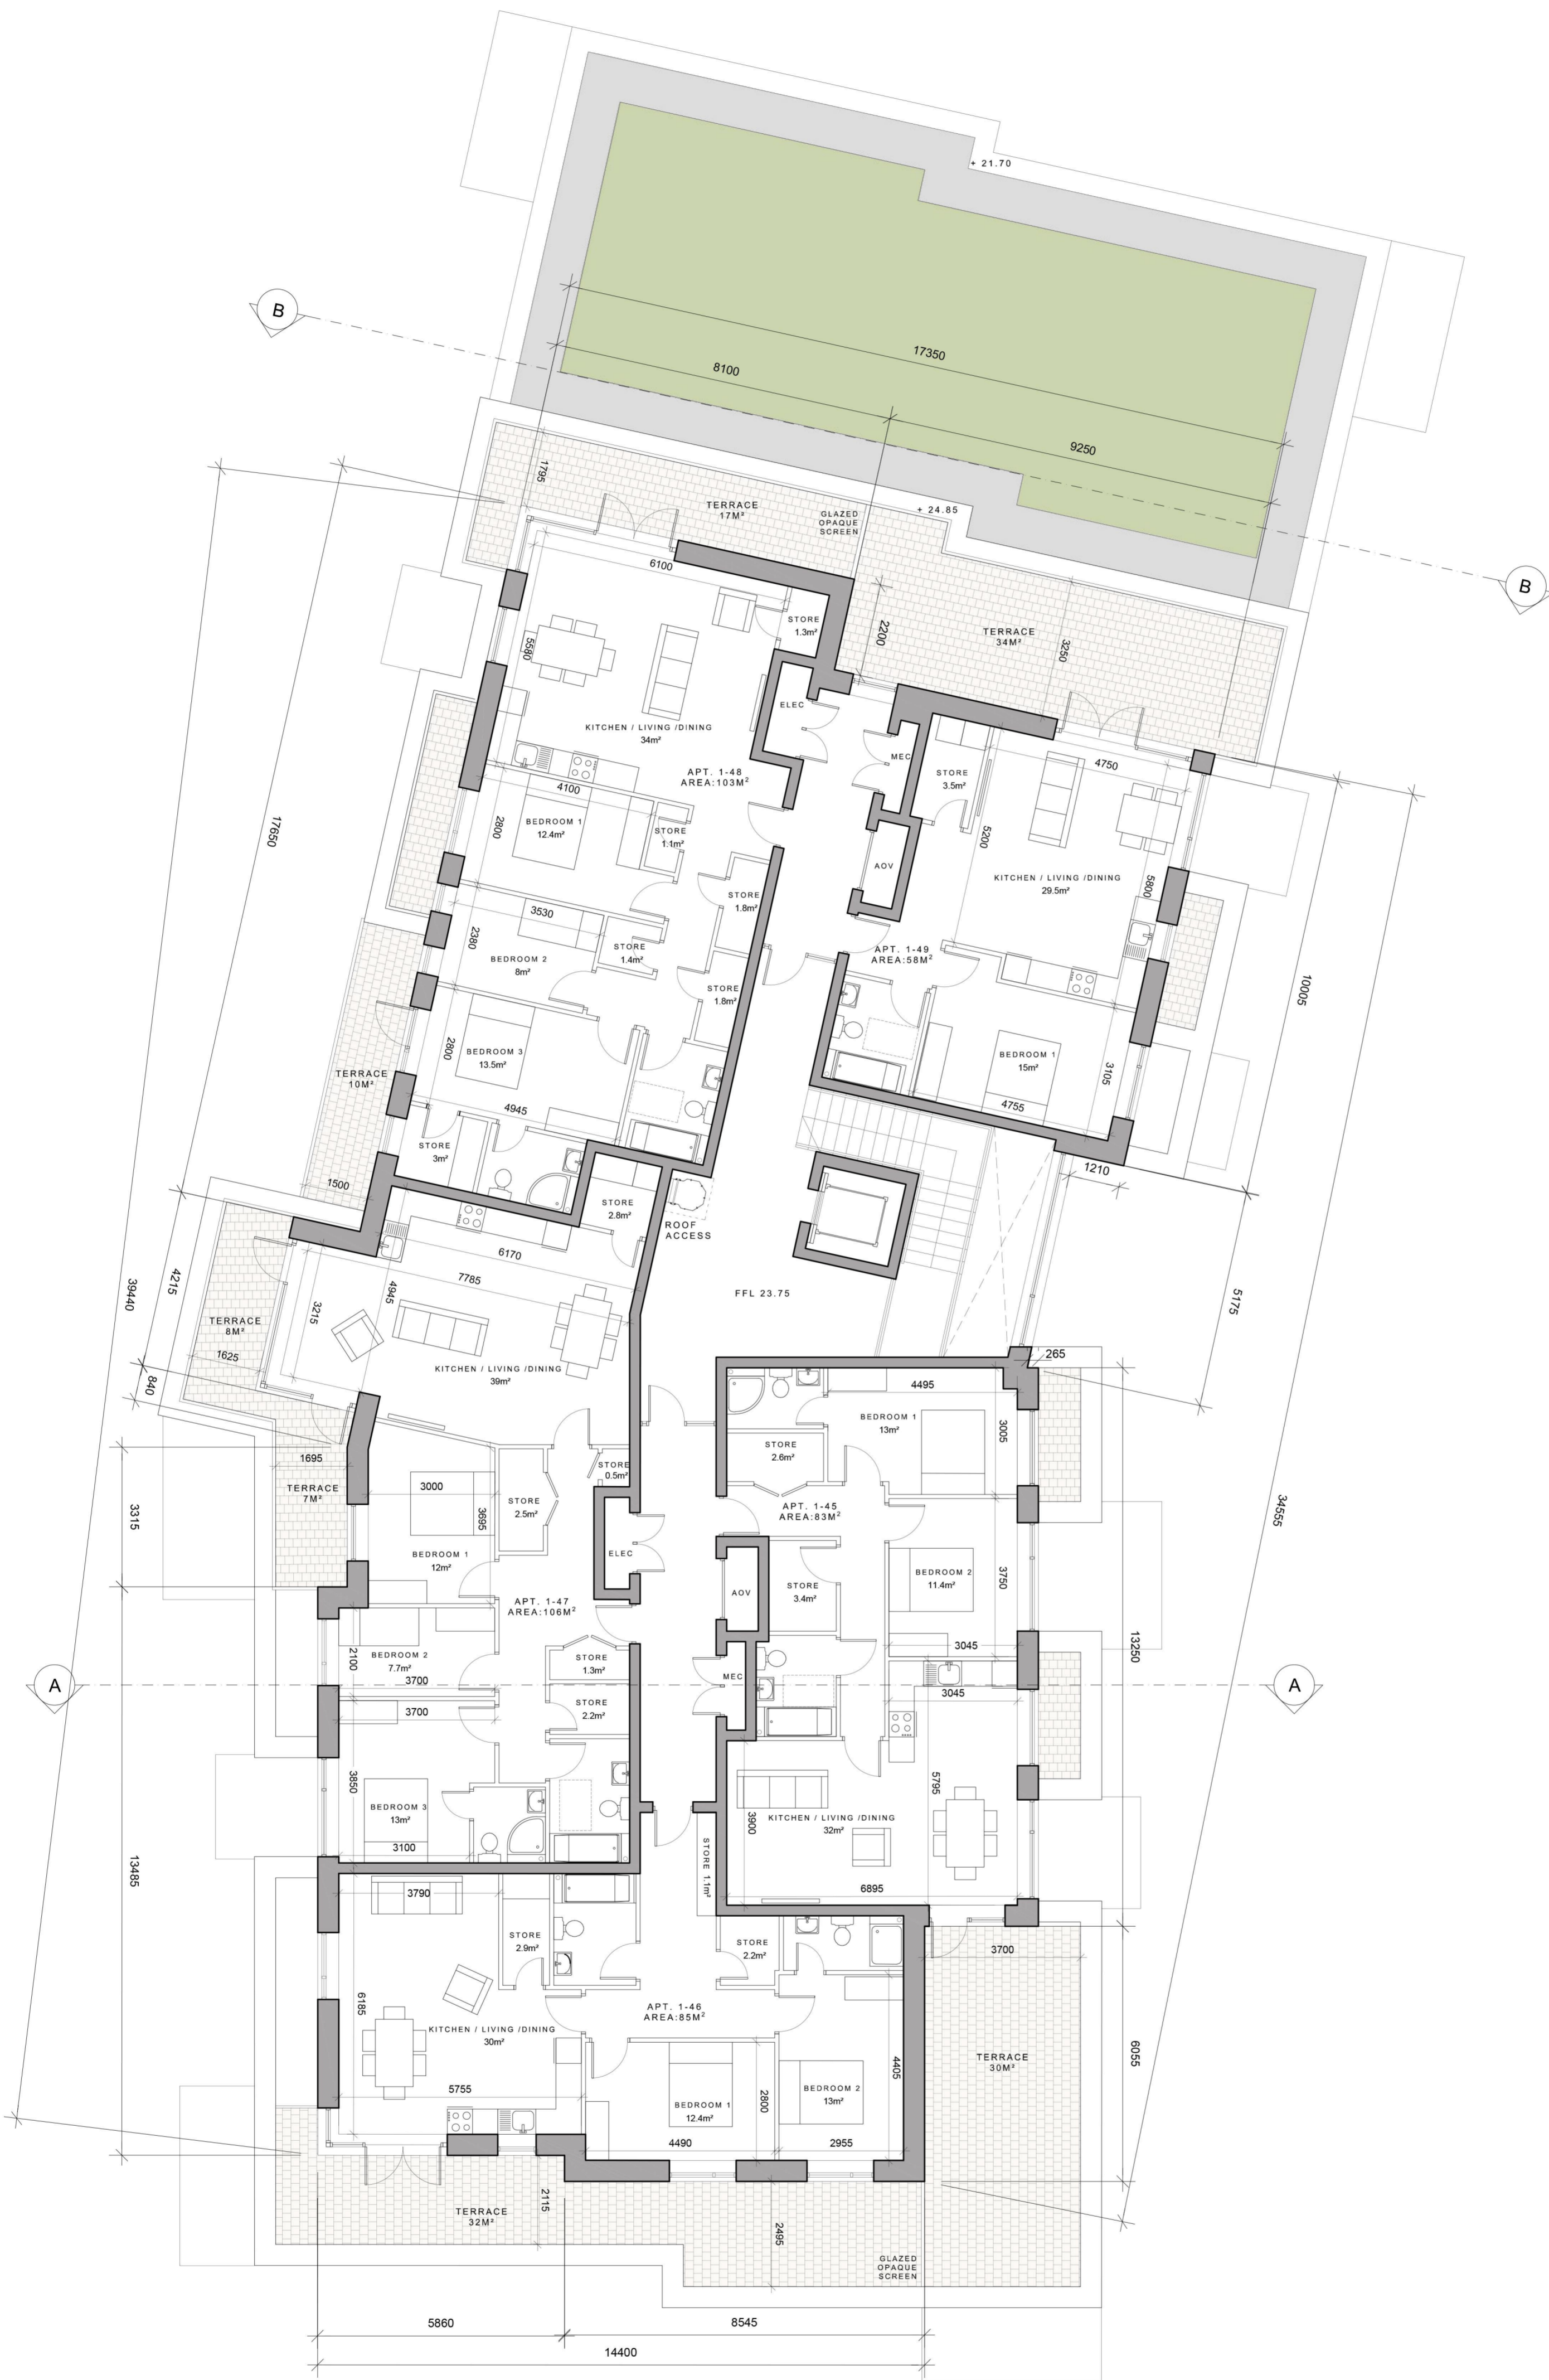 + 21.70
B
17350
8100
9250
1795
TERRACE
17M²
GLAZED
OPAQUE
SCREEN
+ 24.85
B
6100
STORE
1.3m²
2200
TERRACE
34M²
3250
5580
ELEC
KITCHEN / LIVING /DINING
34m²
MEC
APT. 1-48
AREA:103M²
STORE
3.5m²
4750
4100
BEDROOM 1
12.4m²
2800
STORE
1.1m²
17650
5200
AOV
KITCHEN / LIVING /DINING
29.5m²
5800
STORE
1.8m²
3530
2380
STORE
1.4m²
BEDROOM 2
8m²
APT. 1-49
AREA:58M²
STORE
1.8m²
10005
BEDROOM 3
13.5m²
2800
BEDROOM 1
15m²
3105
TERRACE
10M²
4945
4755
STORE
3m²
1210
1500
STORE
2.8m²
ROOF
ACCESS
6170
7785
39440
4215
4945
3215
FFL 23.75
5175
TERRACE
8M²
1625
840
KITCHEN / LIVING /DINING
39m²
265
4495
BEDROOM 1
13m²
3005
STORE
2.6m²
1695
TERRACE
7M²
3000
STORE
0.5m²
STORE
2.5m²
3695
3315
APT. 1-45
AREA:83M²
34555
BEDROOM 1
12m²
ELEC
AOV
STORE
3.4m²
BEDROOM 2
11.4m²
3750
APT. 1-47
AREA:106M²
2100
BEDROOM 2
7.7m²
3700
STORE
1.3m²
3045
13250
A
MEC
A
3700
STORE
2.2m²
3045
3850
BEDROOM 3
13m²
3100
5795
3900
KITCHEN / LIVING /DINING
32m²
STORE 1.1m²
13485
3790
6895
STORE
2.9m²
STORE
2.2m²
3700
6185
APT. 1-46
AREA:85M²
KITCHEN / LIVING /DINING
30m²
4405
TERRACE
30M²
6055
5755
BEDROOM 1
12.4m²
2800
BEDROOM 2
13m²
4490
2955
2115
TERRACE
32M²
2495
GLAZED
OPAQUE
SCREEN
5860
8545
14400